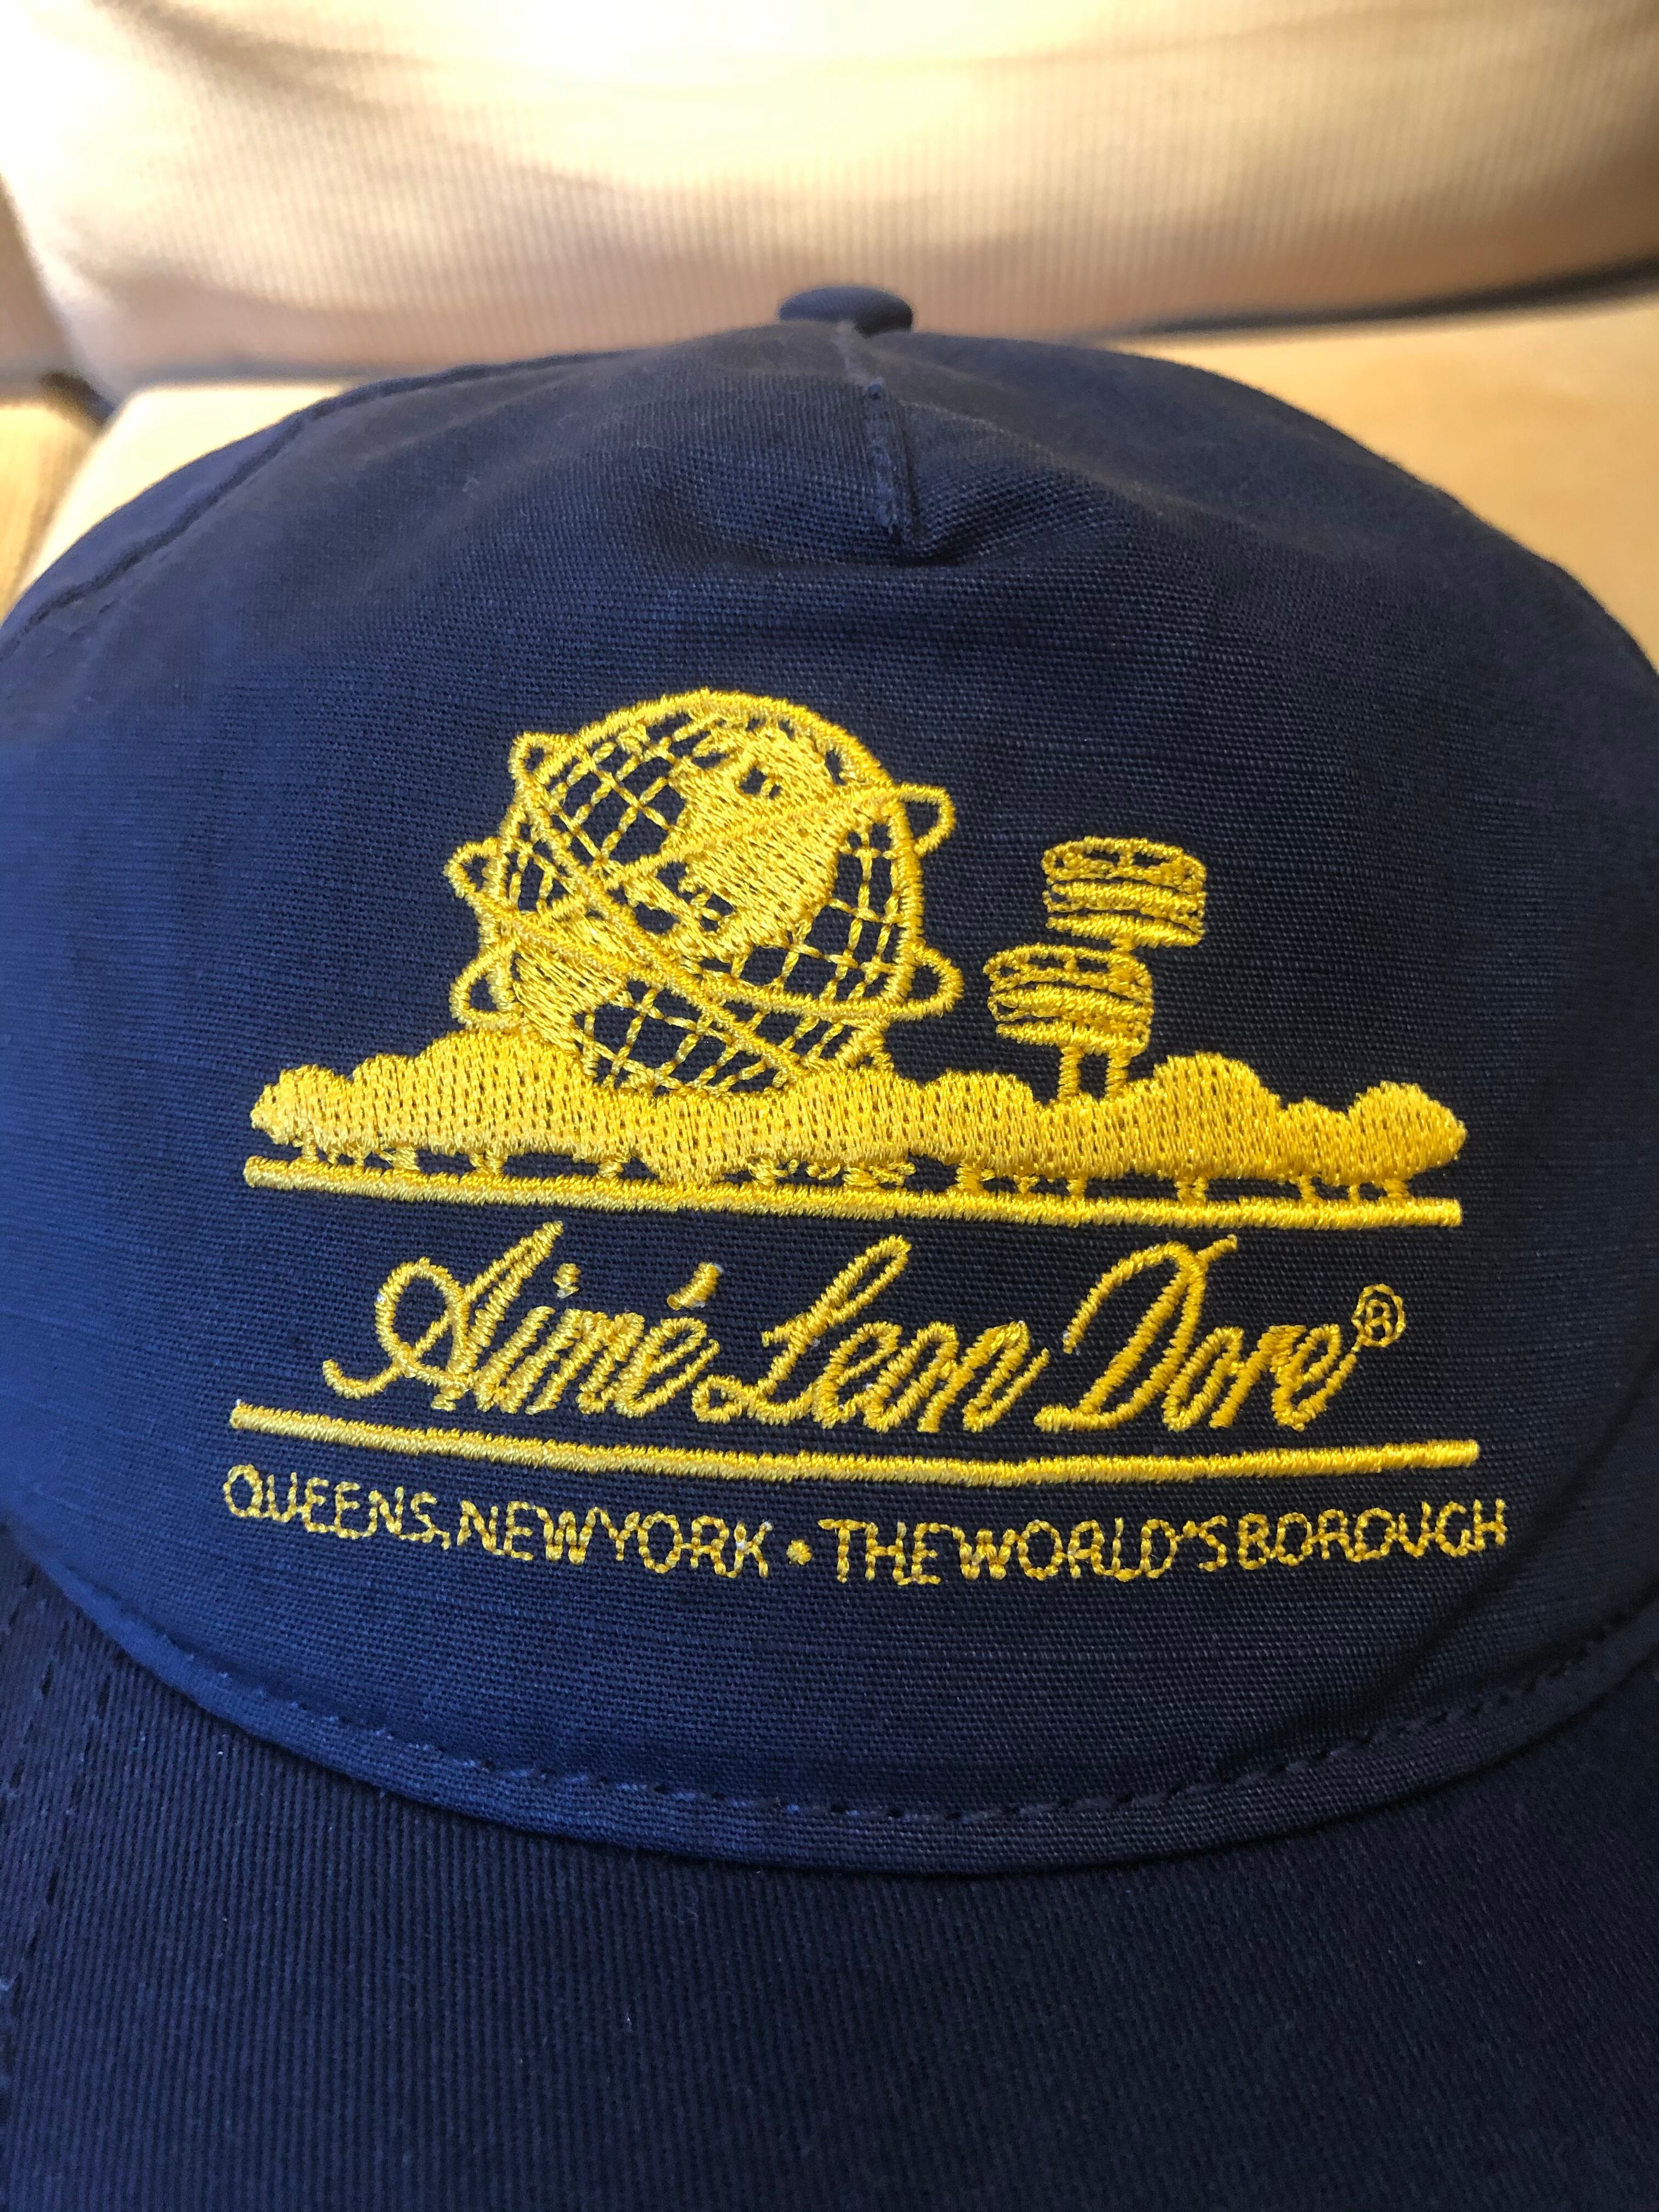 Aimé Leon Dore®
QUEENS, NEW YORK • THE WORLD'S BOROUGH